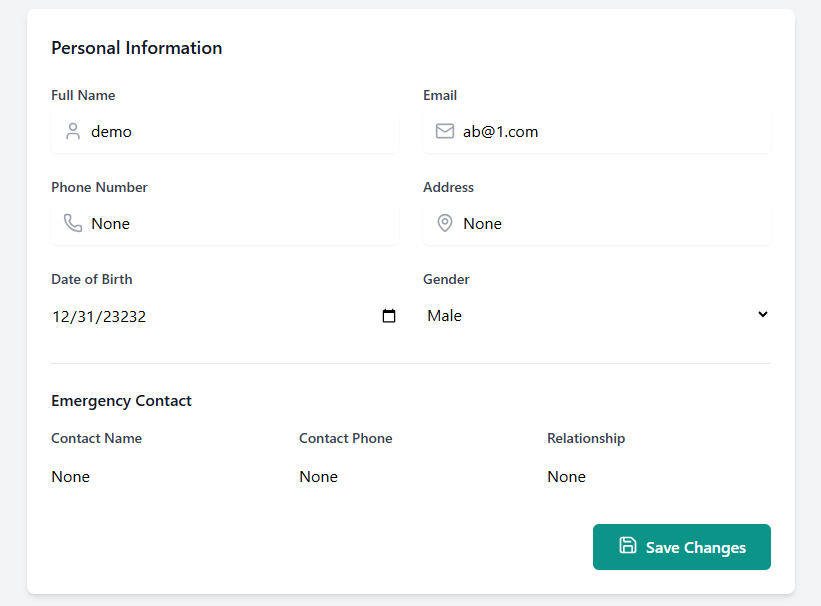 Personal Information
Full Name Email
demo ab@1.com
Phone Number Address
None None
Date of Birth Gender
12/31/23232 Male
Emergency Contact
Contact Name Contact Phone Relationship
None None None
Save Changes